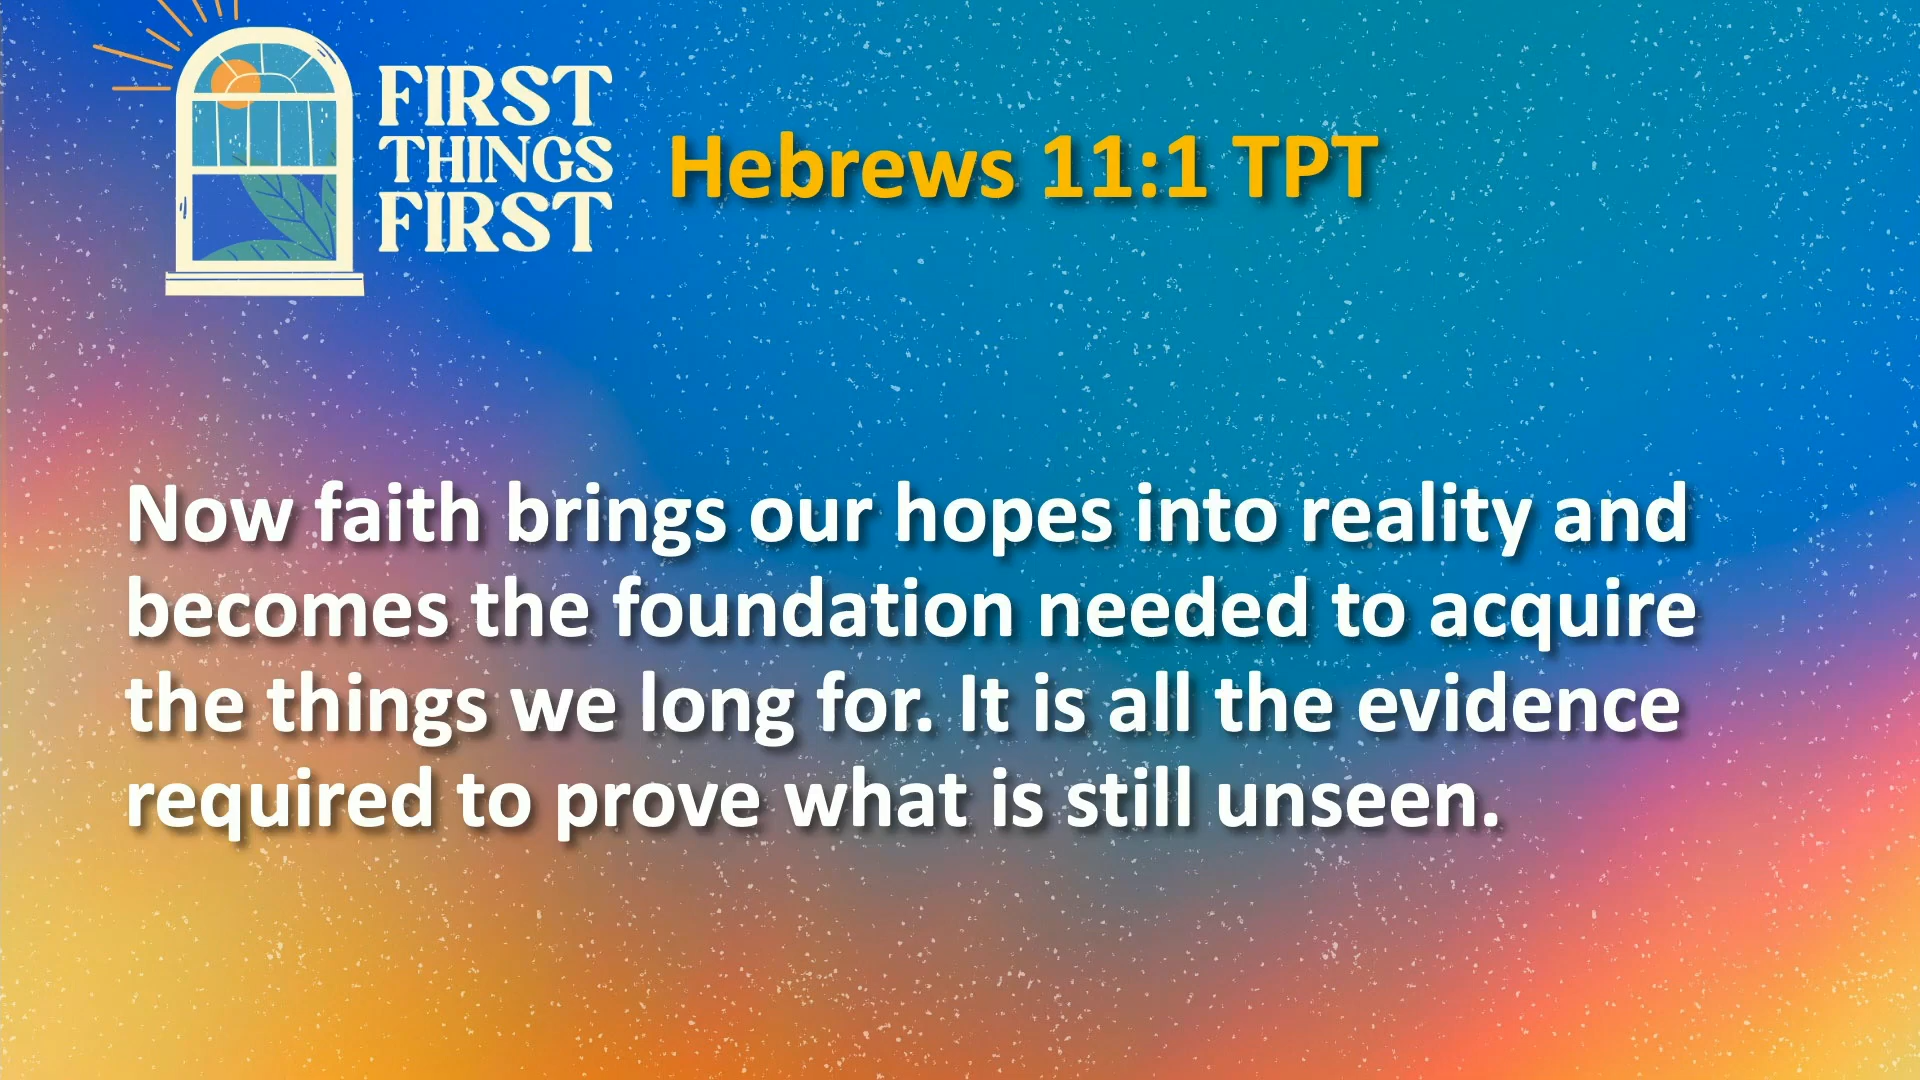 FIRST
THINGS
FIRST
Hebrews 11:1 TPT
Now faith brings our hopes into reality and
becomes the foundation needed to acquire
the things we long for. It is all the evidence
required to prove what is still unseen.